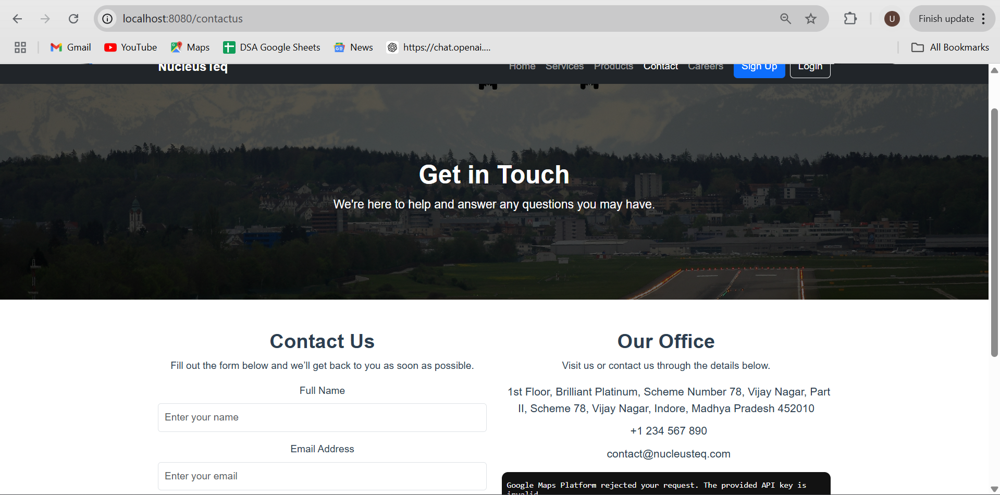 localhost:8080/contactus
U
Finish update
Gmail
YouTube
Maps
DSA Google Sheets
News
https://chat.openai....
All Bookmarks
NucleusTeq
Home
Services
Products
Contact
Careers
Sign Up
Login
Get in Touch
We're here to help and answer any questions you may have.
Contact Us
Fill out the form below and we’ll get back to you as soon as possible.
Full Name
Enter your name
Email Address
Enter your email
Our Office
Visit us or contact us through the details below.
1st Floor, Brilliant Platinum, Scheme Number 78, Vijay Nagar, Part
II, Scheme 78, Vijay Nagar, Indore, Madhya Pradesh 452010
+1 234 567 890
contact@nucleusteq.com
Google Maps Platform rejected your request. The provided API key is
invalid